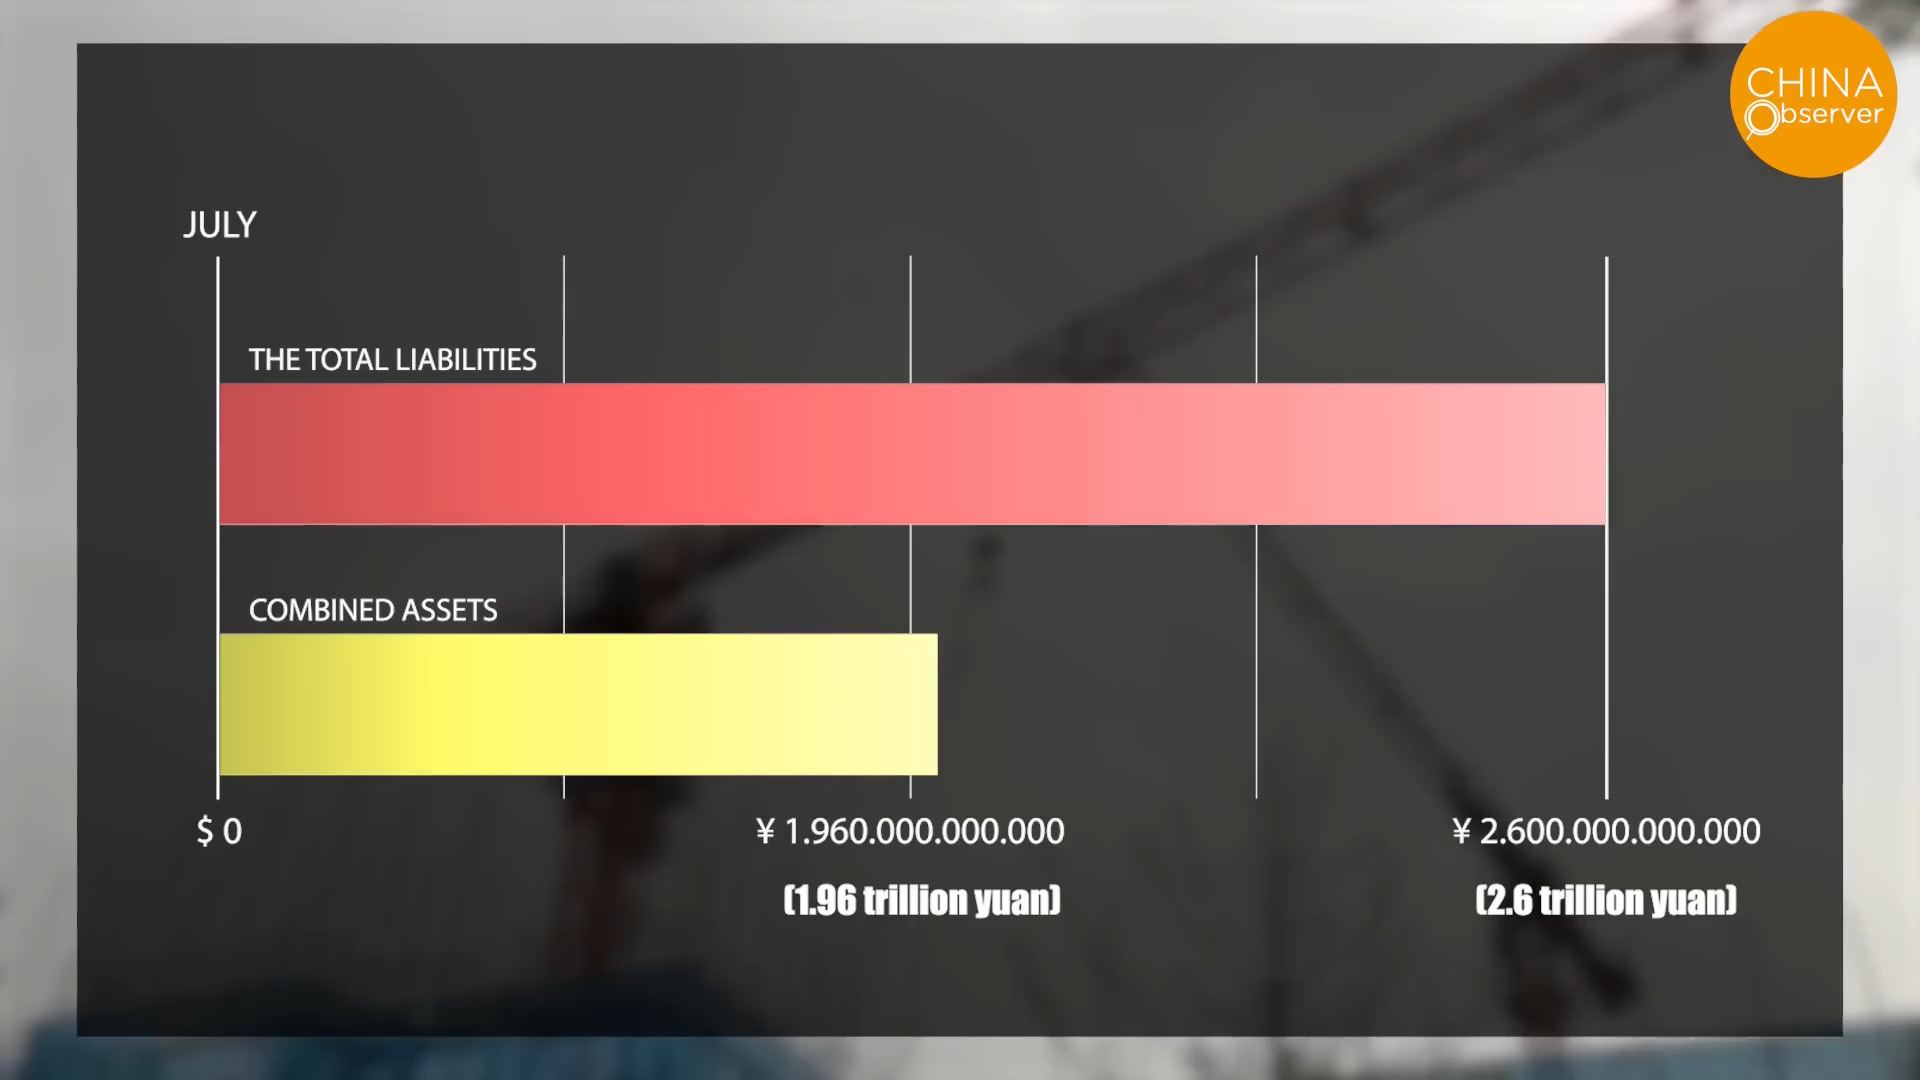 CHINA
Observer
JULY
THE TOTAL LIABILITIES
COMBINED ASSETS
$ 0
¥ 1.960.000.000.000
¥ 2.600.000.000.000
(1.96 trillion yuan)
(2.6 trillion yuan)